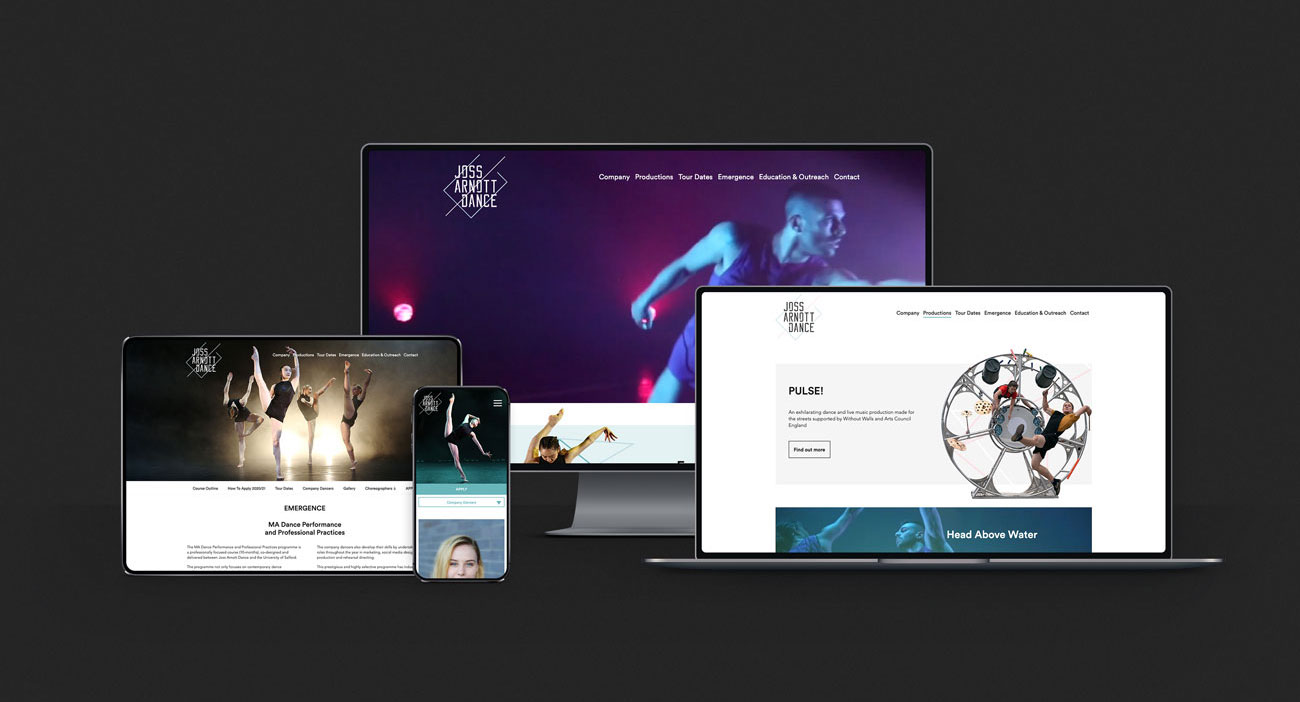 JOSS
ARNOTT
DANCE
Company Productions Tour Dates Emergence Education & Outreach Contact
JOSS
ARNOTT
DANCE
Company Productions Tour Dates Emergence Education & Outreach Contact
PULSE!
An exhilarating dance and live music production made for
the streets supported by Without Walls and Arts Council
England
Find out more
Head Above Water
JOSS
ARNOTT
DANCE
Company Productions Tour Dates Emergence Education & Outreach Contact
Course Outline How To Apply 2020/21 Tour Dates Company Dancers Gallery Choreographers
EMERGENCE
MA Dance Performance
and Professional Practices
The MA Dance Performance and Professional Practices programme is
a professionally focused course (16-months), co-designed and
delivered between Joss Arnott Dance and the University of Salford.
The programme not only focuses on contemporary dance
The company dancers also develop their skills by
roles throughout the year in marketing, social media
production and rehearsal directing.
This prestigious and highly selective programme has
JOSS
ARNOTT
DANCE
APPLY
Company Dancers